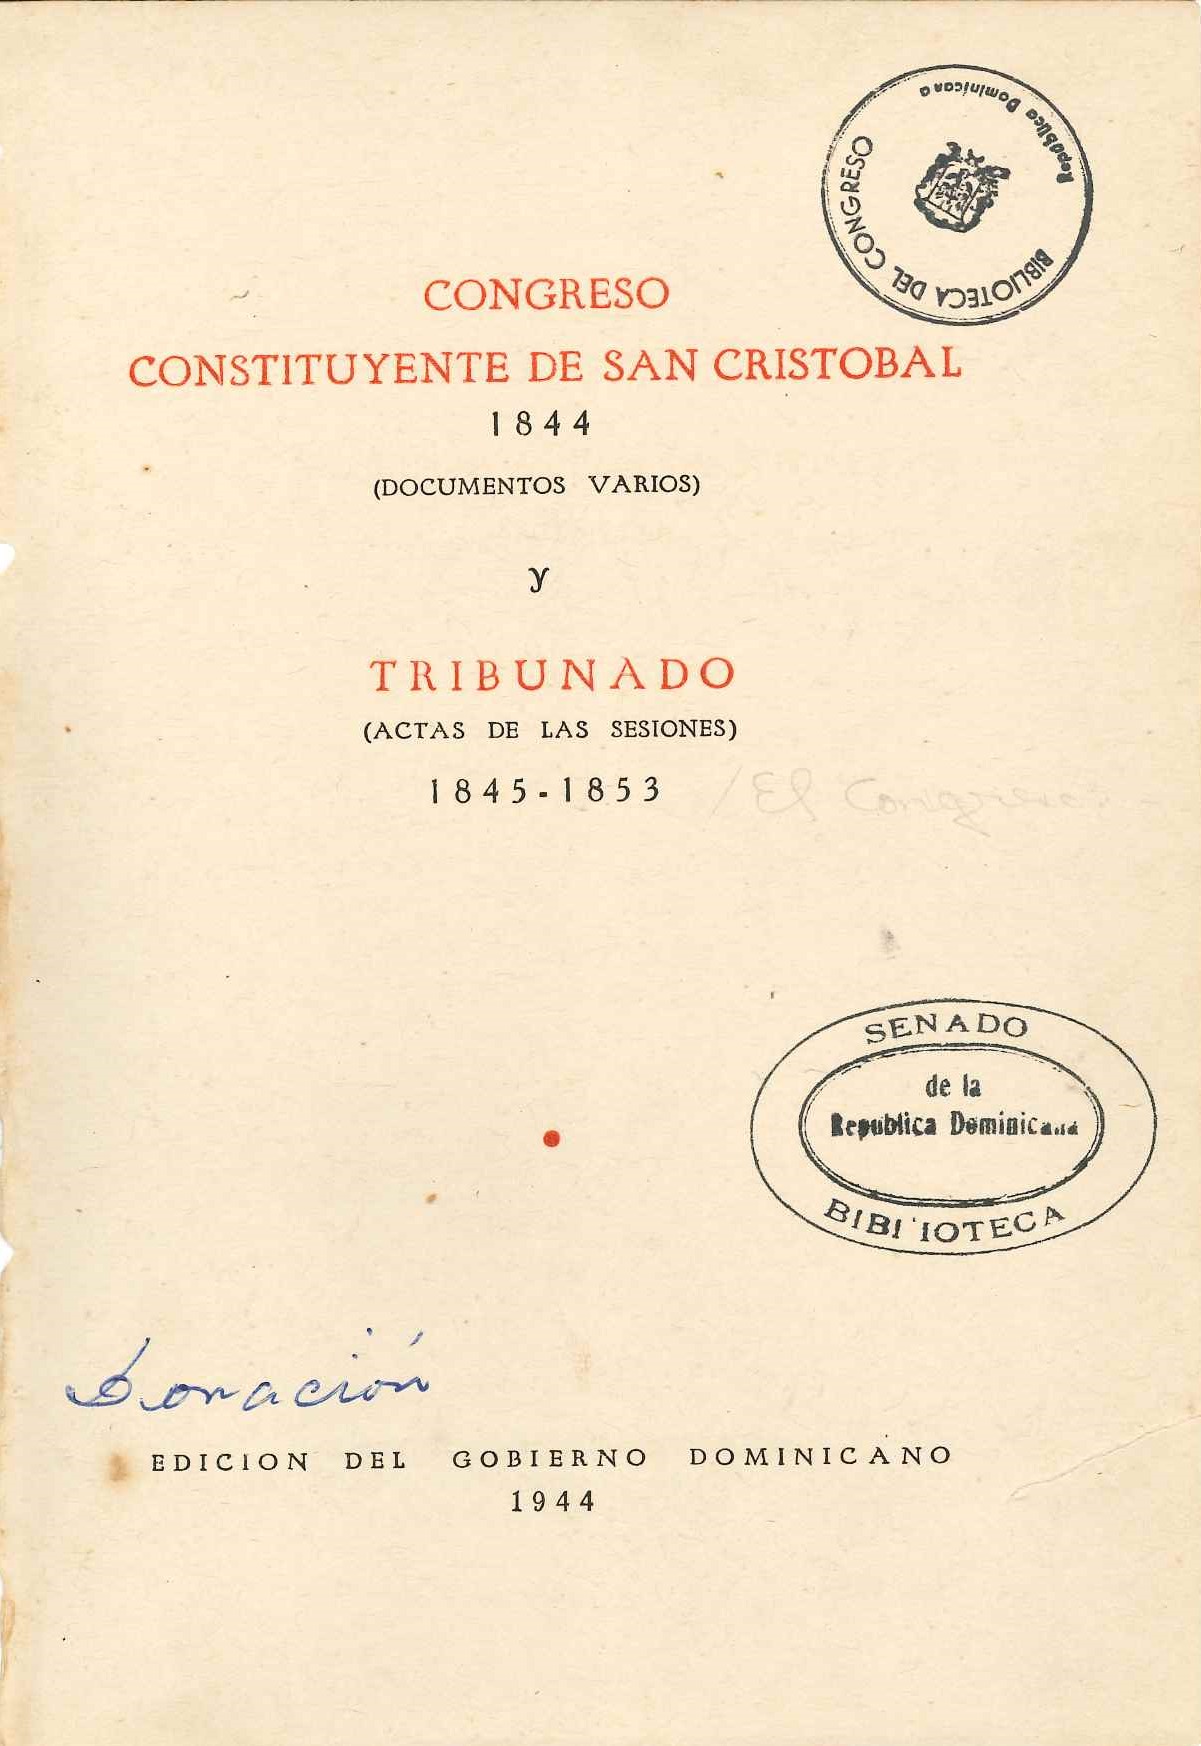 BIBLIOTECA DEL CONGRESO
República Dominicana
CONGRESO
CONSTITUYENTE DE SAN CRISTOBAL
1844
(DOCUMENTOS VARIOS)
y
TRIBUNADO
(ACTAS DE LAS SESIONES)
1845-1853
/El Congreso
SENADO
de la
Republica Dominicana
BIBLIOTECA
Donación
EDICION DEL GOBIERNO DOMINICANO
1944